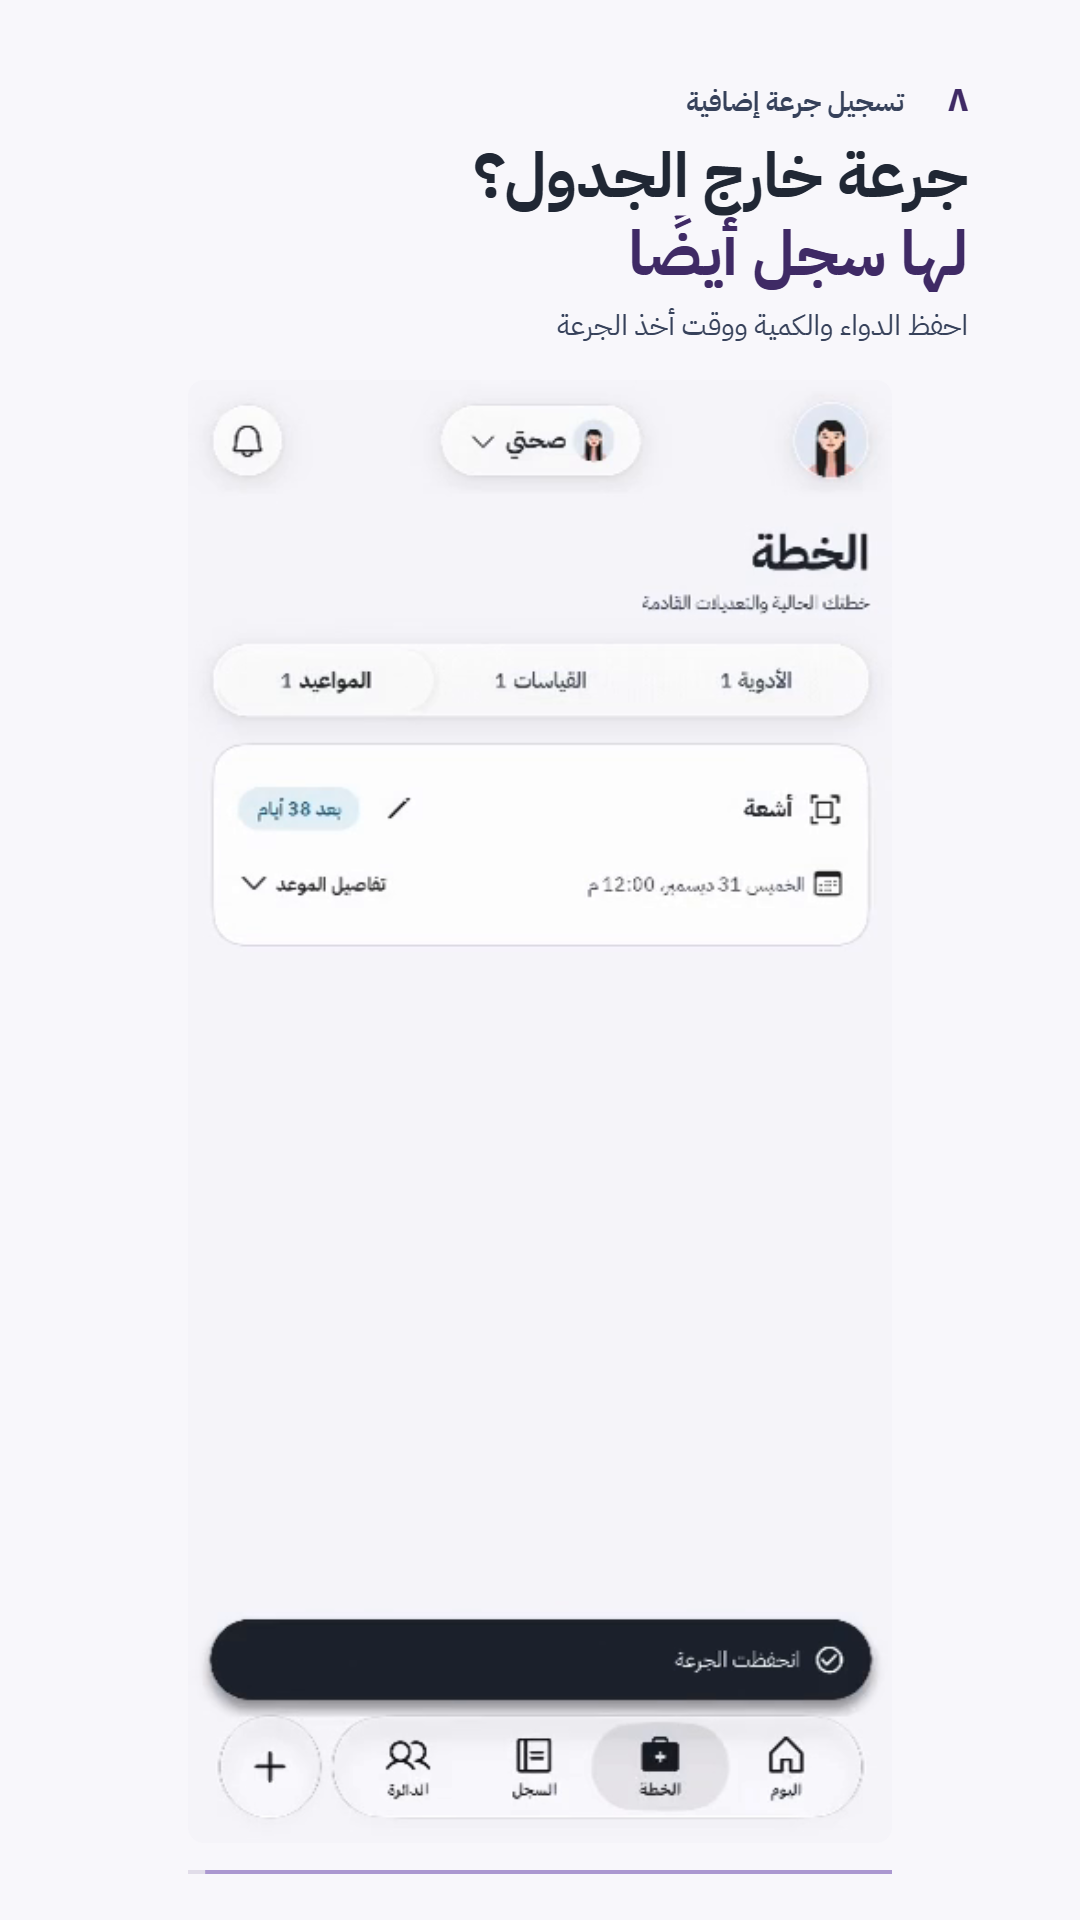 ٨ تسجيل جرعة إضافية
جرعة خارج الجدول؟
لها سجل أيضًا
احفظ الدواء والكمية ووقت أخذ الجرعة
صحتي
الخطة
خطتك الحالية والتعديلات القادمة
الأدوية 1
القياسات 1
المواعيد 1
أشعة
بعد 38 أيام
الخميس 31 ديسمبر، 12:00 م
تفاصيل الموعد
انحفظت الجرعة
اليوم
الخطة
السجل
الدائرة